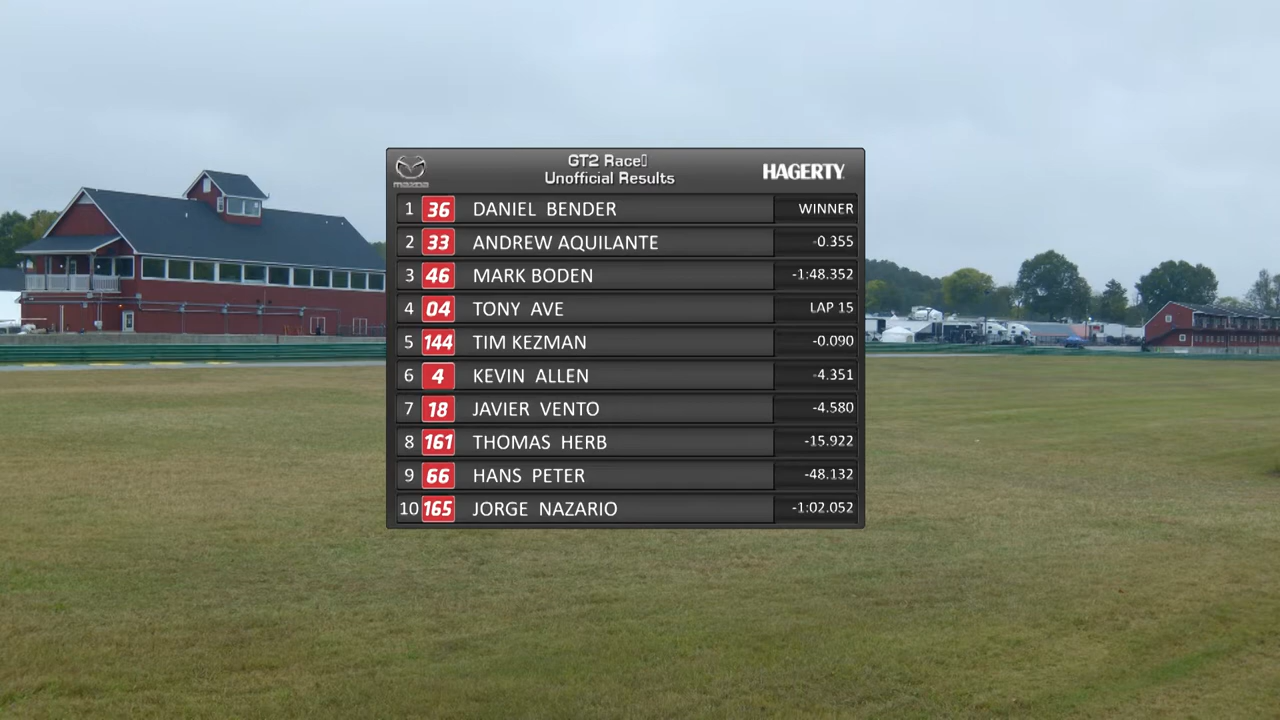 GT2 Race
mazda
Unofficial Results
HAGERTY
1 36 DANIEL BENDER WINNER
2 33 ANDREW AQUILANTE -0.355
3 46 MARK BODEN -1:48.352
4 04 TONY AVE LAP 15
5 144 TIM KEZMAN -0.090
6 4 KEVIN ALLEN -4.351
7 18 JAVIER VENTO -4.580
8 161 THOMAS HERB -15.922
9 66 HANS PETER -48.132
10 165 JORGE NAZARIO -1:02.052